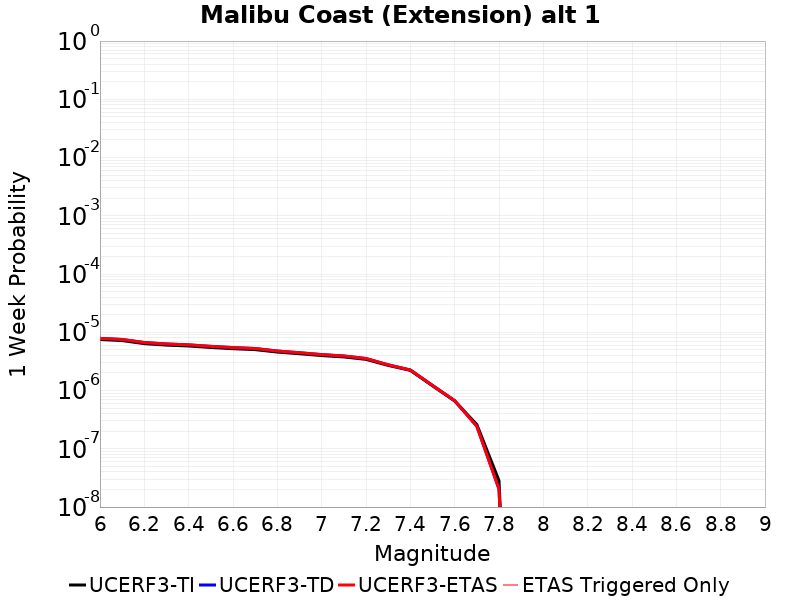 Malibu Coast (Extension) alt 1
10^0
10^-1
10^-2
10^-3
10^-4
10^-5
10^-6
10^-7
10^-8
1 Week Probability
6 6.2 6.4 6.6 6.8 7 7.2 7.4 7.6 7.8 8 8.2 8.4 8.6 8.8 9
Magnitude
UCERF3-TI UCERF3-TD UCERF3-ETAS ETAS Triggered Only